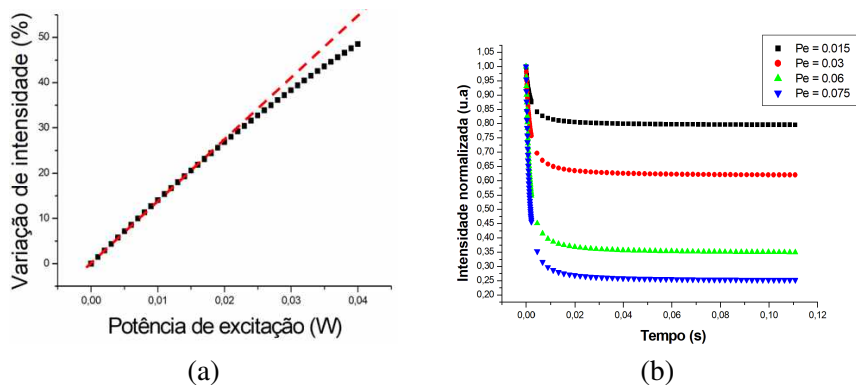 Variação de intensidade (%)
50
40
30
20
10
0
0,00 0,01 0,02 0,03 0,04
Potência de excitação (W)
(a)
Pe = 0.015
Pe = 0.03
Pe = 0.06
Pe = 0.075
Intensidade normalizada (u.a)
1,05
1,00
0,95
0,90
0,85
0,80
0,75
0,70
0,65
0,60
0,55
0,50
0,45
0,40
0,35
0,30
0,25
0,20
0,00 0,02 0,04 0,06 0,08 0,10 0,12
Tempo (s)
(b)